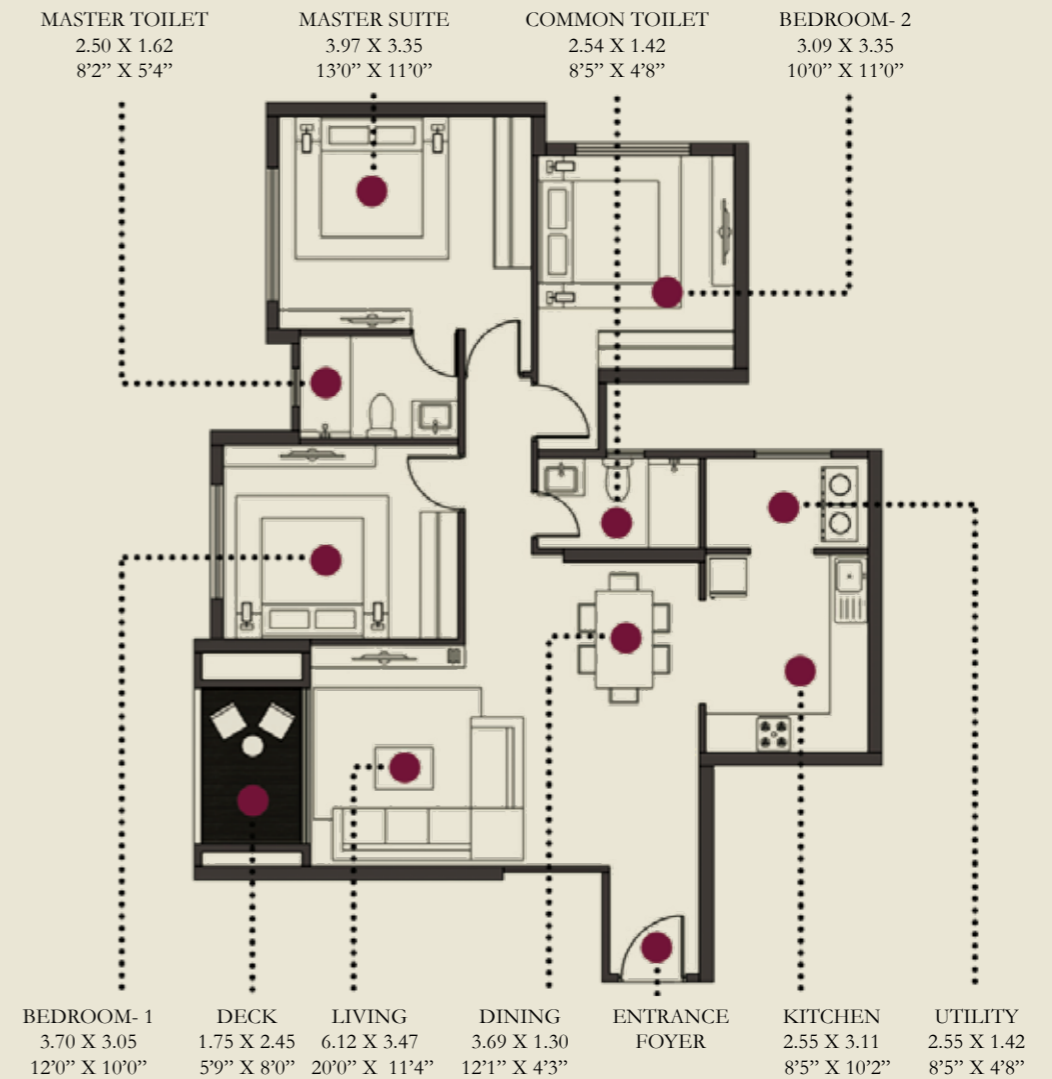 MASTER TOILET
2.50 X 1.62
8'2” X 5'4”
MASTER SUITE
3.97 X 3.35
13'0” X 11'0”
COMMON TOILET
2.54 X 1.42
8'5” X 4'8”
BEDROOM- 2
3.09 X 3.35
10'0” X 11'0”
BEDROOM- 1
3.70 X 3.05
12'0” X 10'0”
DECK
1.75 X 2.45
5'9” X 8'0”
LIVING
6.12 X 3.47
20'0” X 11'4”
DINING
3.69 X 1.30
12'1” X 4'3”
ENTRANCE
FOYER
KITCHEN
2.55 X 3.11
8'5” X 10'2”
UTILITY
2.55 X 1.42
8'5” X 4'8”